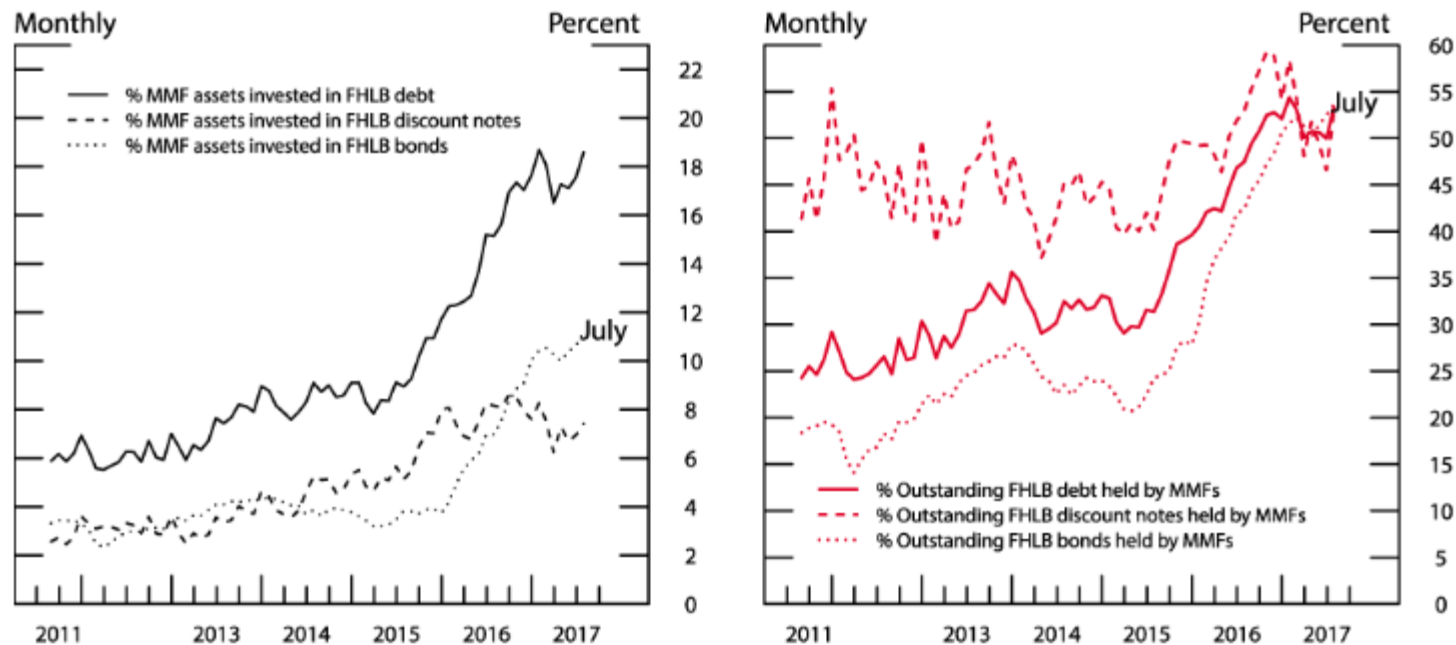 Monthly Percent
% MMF assets invested in FHLB debt
% MMF assets invested in FHLB discount notes
% MMF assets invested in FHLB bonds
July
22
20
18
16
14
12
10
8
6
4
2
0
2011 2013 2014 2015 2016 2017
Monthly Percent
July
60
55
50
45
40
35
30
25
20
15
10
5
0
% Outstanding FHLB debt held by MMFs
% Outstanding FHLB discount notes held by MMFs
% Outstanding FHLB bonds held by MMFs
2011 2013 2014 2015 2016 2017